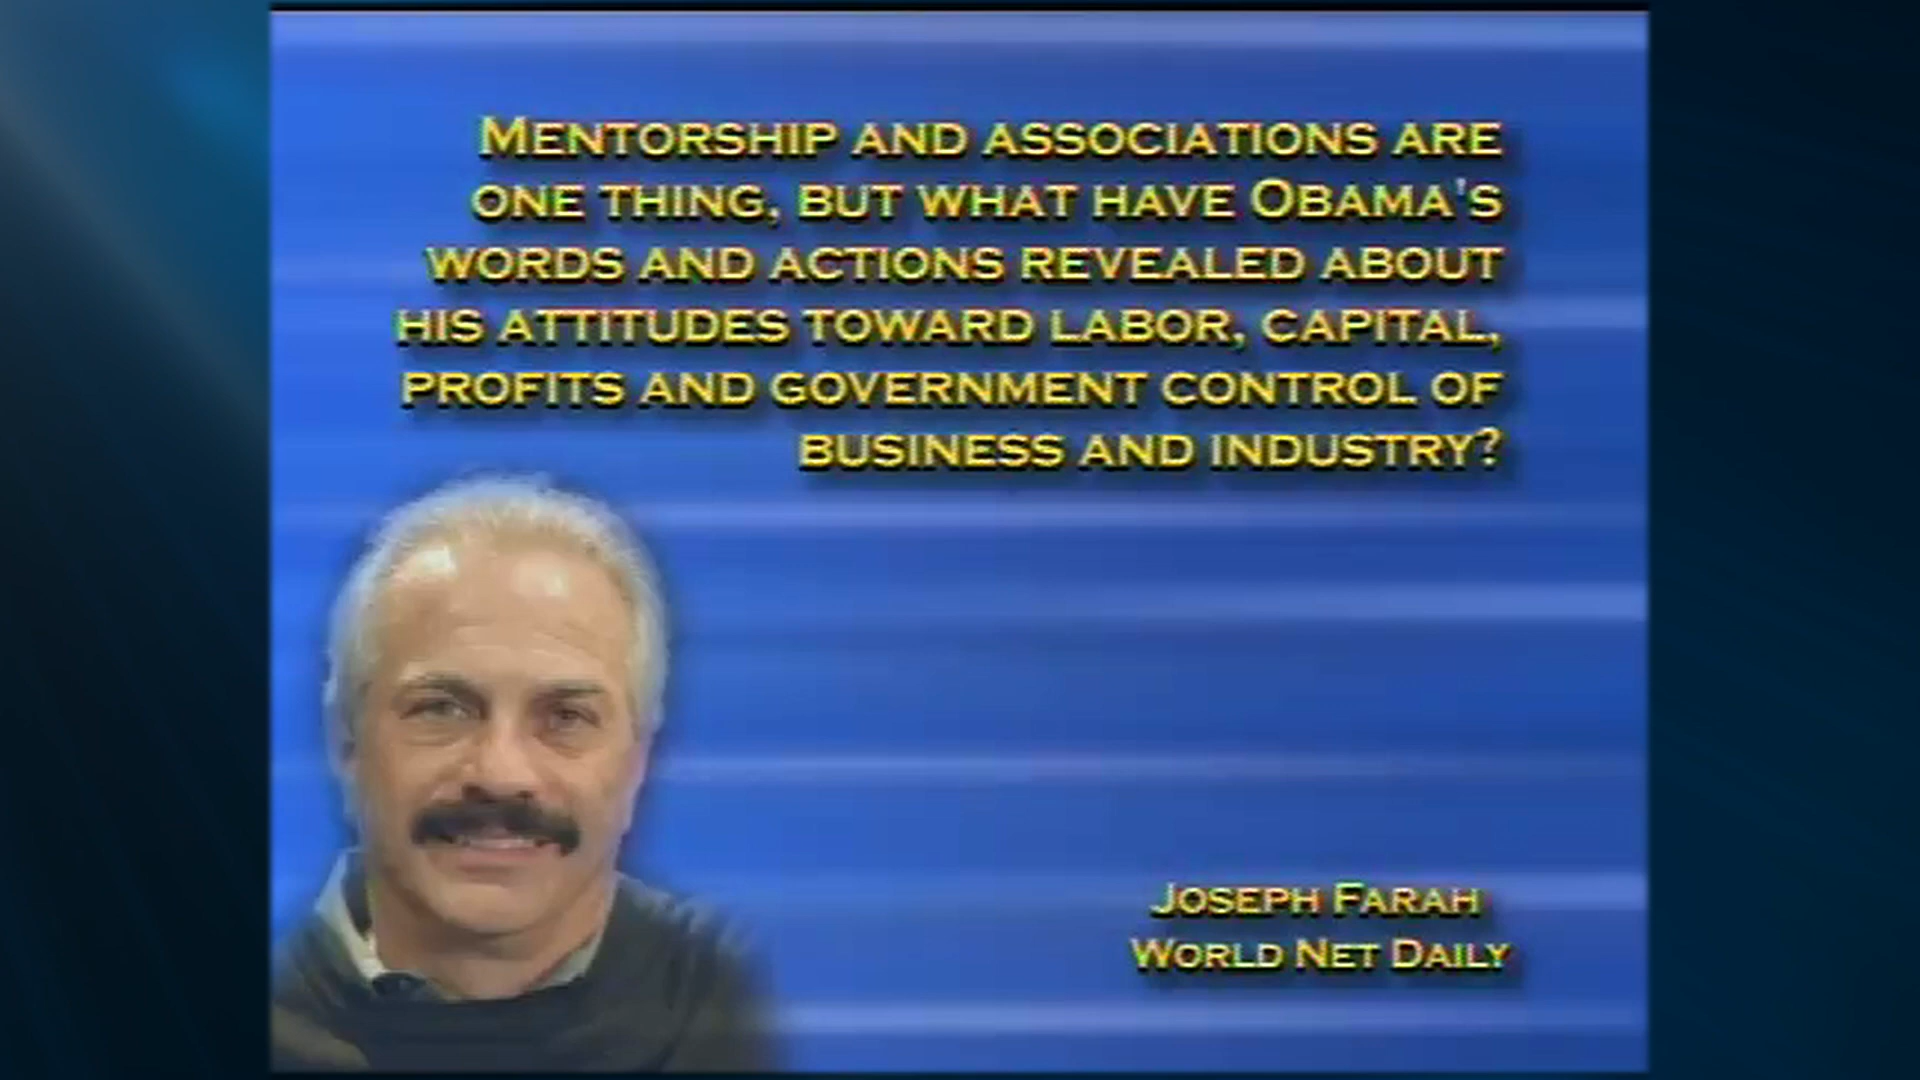 Mentorship and associations are
one thing, but what have Obama's
words and actions revealed about
his attitudes toward labor, capital,
profits and government control of
business and industry?
Joseph Farah
World Net Daily